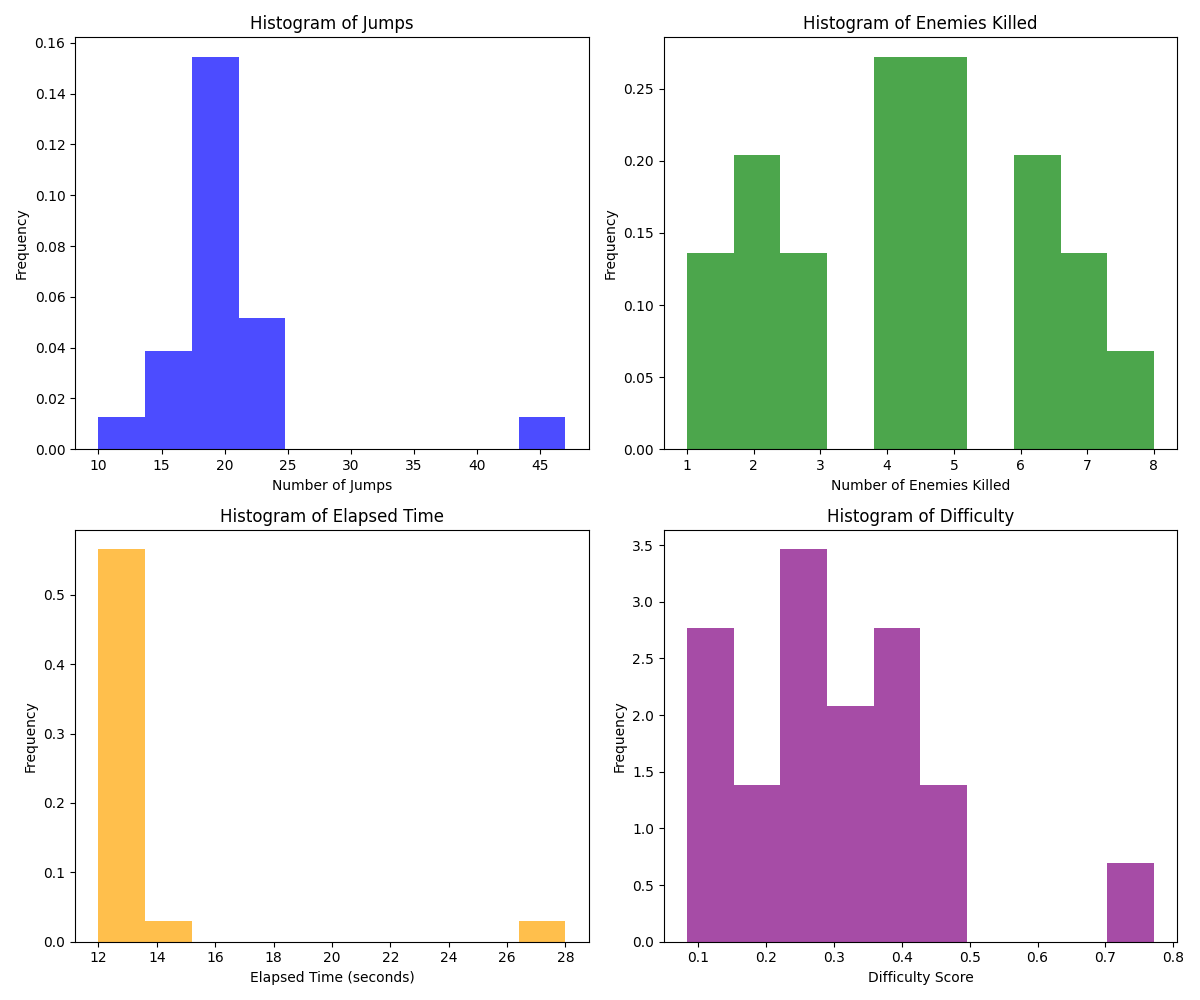 Histogram of Jumps
Frequency
0.16
0.14
0.12
0.10
0.08
0.06
0.04
0.02
0.00
10 15 20 25 30 35 40 45
Number of Jumps
Histogram of Enemies Killed
Frequency
0.25
0.20
0.15
0.10
0.05
0.00
1 2 3 4 5 6 7 8
Number of Enemies Killed
Histogram of Elapsed Time
Frequency
0.5
0.4
0.3
0.2
0.1
0.0
12 14 16 18 20 22 24 26 28
Elapsed Time (seconds)
Histogram of Difficulty
Frequency
3.5
3.0
2.5
2.0
1.5
1.0
0.5
0.0
0.1 0.2 0.3 0.4 0.5 0.6 0.7 0.8
Difficulty Score